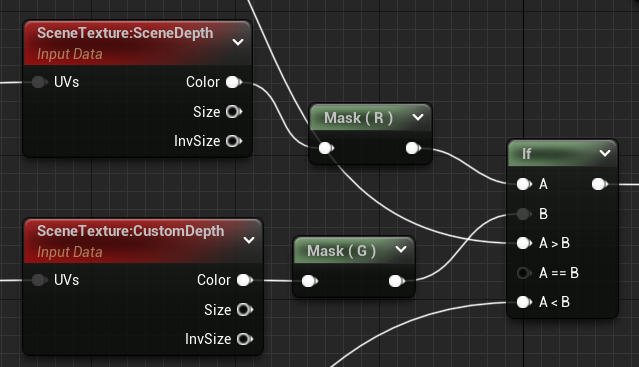 SceneTexture:SceneDepth
Input Data
UVs
Color
Size
InvSize
Mask ( R )
If
A
B
A > B
A == B
A < B
SceneTexture:CustomDepth
Input Data
UVs
Color
Size
InvSize
Mask ( G )